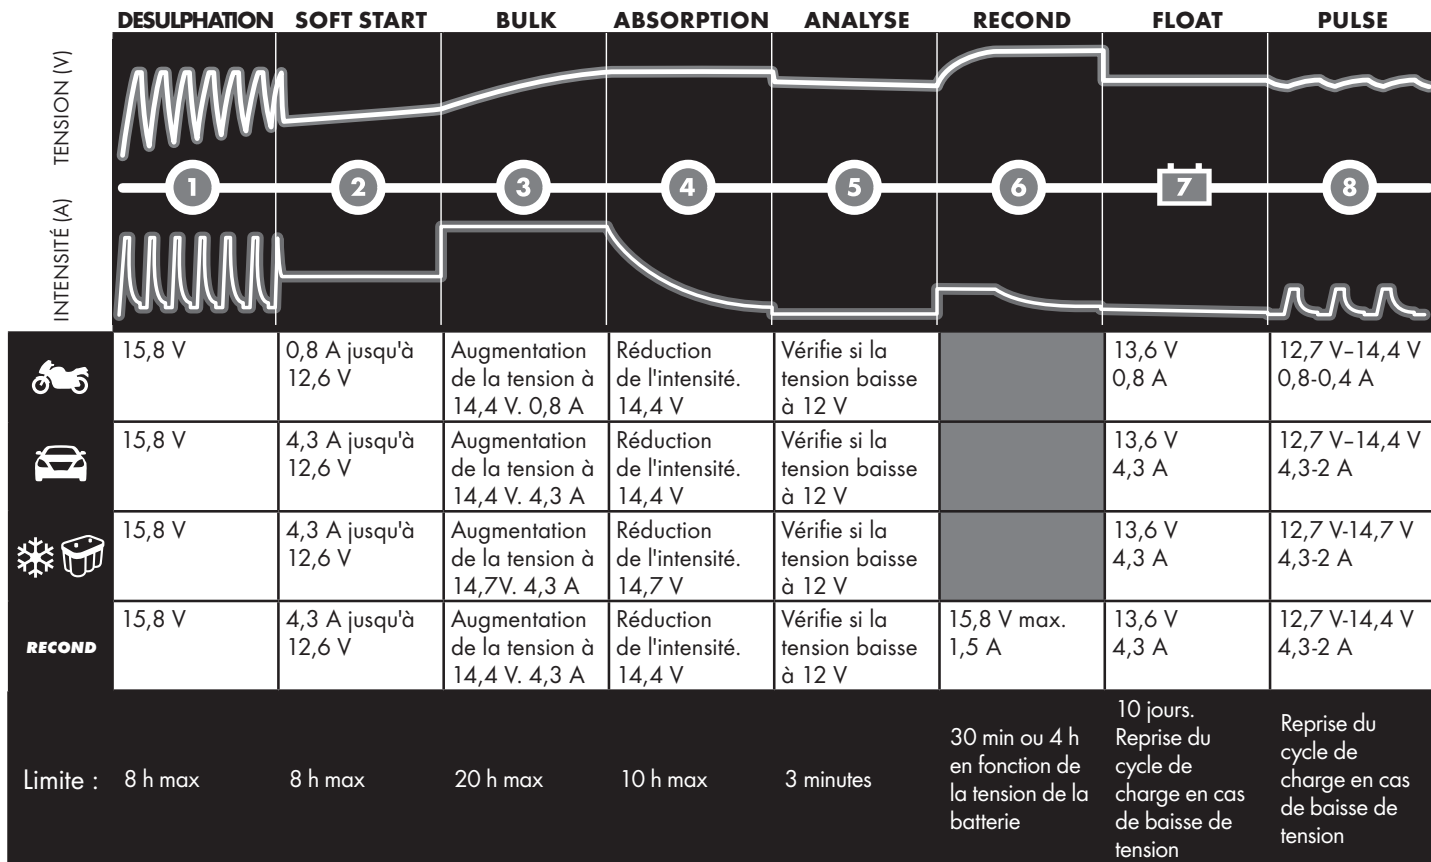 DESULPHATION SOFT START BULK ABSORPTION ANALYSE RECOND FLOAT PULSE
TENSION (V)
1 2 3 4 5 6 7 8
INTENSITÉ (A)
15,8 V
0,8 A jusqu'à
12,6 V
Augmentation
de la tension à
14,4 V. 0,8 A
Réduction
de l'intensité.
14,4 V
Vérifie si la
tension baisse
à 12 V
13,6 V
0,8 A
12,7 V–14,4 V
0,8-0,4 A
15,8 V
4,3 A jusqu'à
12,6 V
Augmentation
de la tension à
14,4 V. 4,3 A
Réduction
de l'intensité.
14,4 V
Vérifie si la
tension baisse
à 12 V
13,6 V
4,3 A
12,7 V–14,4 V
4,3-2 A
15,8 V
4,3 A jusqu'à
12,6 V
Augmentation
de la tension à
14,7V. 4,3 A
Réduction
de l'intensité.
14,7 V
Vérifie si la
tension baisse
à 12 V
13,6 V
4,3 A
12,7 V-14,7 V
4,3-2 A
RECOND
15,8 V
4,3 A jusqu'à
12,6 V
Augmentation
de la tension à
14,4 V. 4,3 A
Réduction
de l'intensité.
14,4 V
Vérifie si la
tension baisse
à 12 V
15,8 V max.
1,5 A
13,6 V
4,3 A
12,7 V-14,4 V
4,3-2 A
Limite :
8 h max
8 h max
20 h max
10 h max
3 minutes
30 min ou 4 h
en fonction de
la tension de la
batterie
10 jours.
Reprise du
cycle de
charge en cas
de baisse de
tension
Reprise du
cycle de
charge en cas
de baisse de
tension